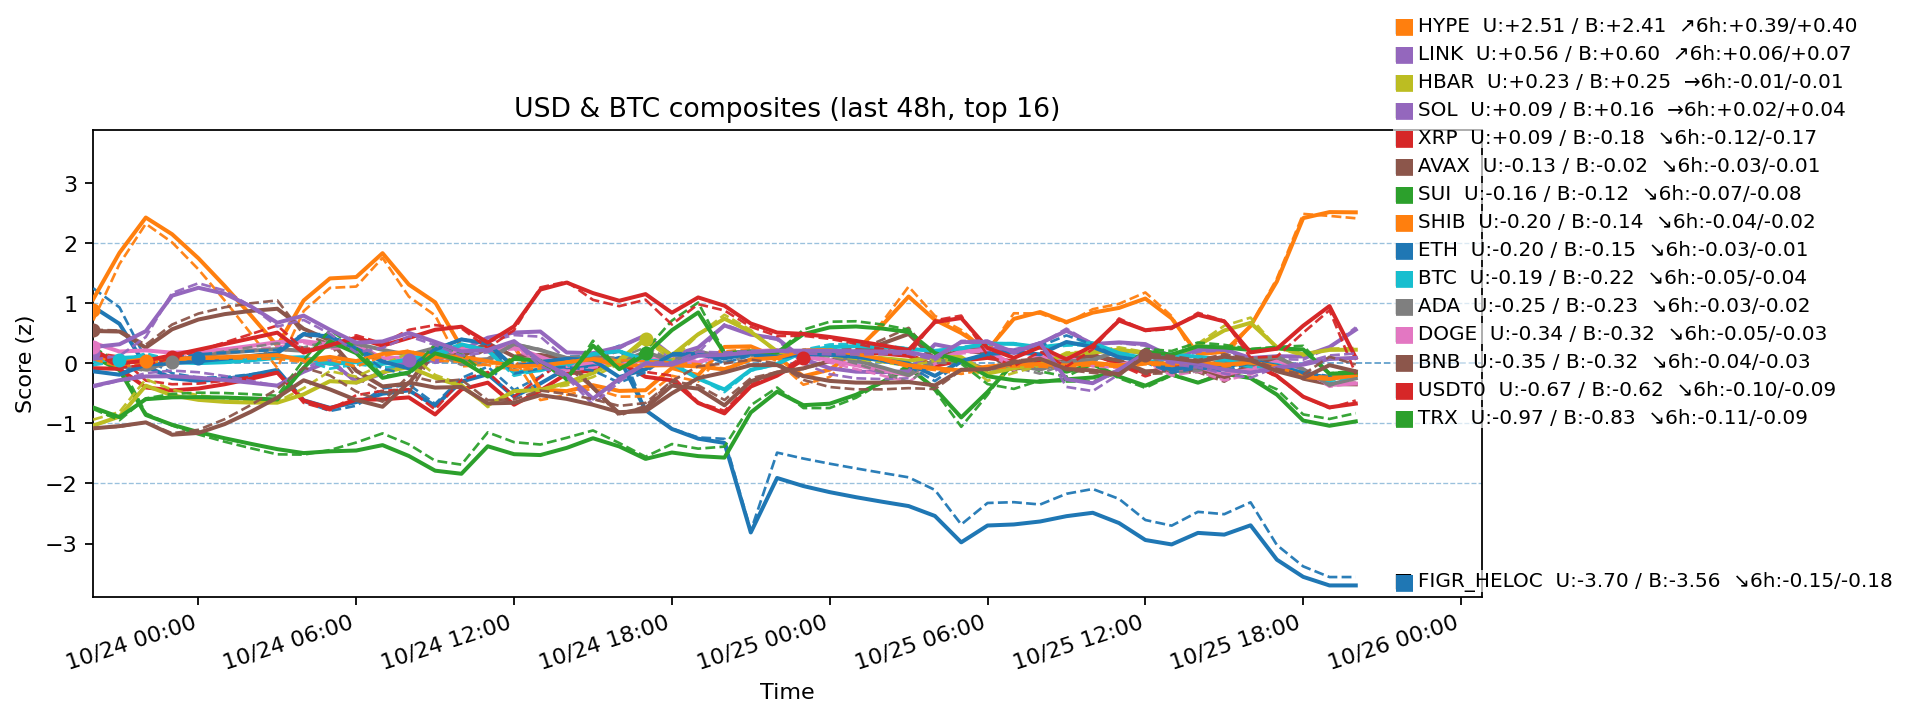 HYPE  U:+2.51 / B:+2.41  ↗6h:+0.39/+0.40
LINK  U:+0.56 / B:+0.60  ↗6h:+0.06/+0.07
HBAR  U:+0.23 / B:+0.25  →6h:-0.01/-0.01
SOL  U:+0.09 / B:+0.16  →6h:+0.02/+0.04
XRP  U:+0.09 / B:-0.18  ↘6h:-0.12/-0.17
AVAX  U:-0.13 / B:-0.02  ↘6h:-0.03/-0.01
SUI  U:-0.16 / B:-0.12  ↘6h:-0.07/-0.08
SHIB  U:-0.20 / B:-0.14  ↘6h:-0.04/-0.02
ETH  U:-0.20 / B:-0.15  ↘6h:-0.03/-0.01
BTC  U:-0.19 / B:-0.22  ↘6h:-0.05/-0.04
ADA  U:-0.25 / B:-0.23  ↘6h:-0.03/-0.02
DOGE  U:-0.34 / B:-0.32  ↘6h:-0.05/-0.03
BNB  U:-0.35 / B:-0.32  ↘6h:-0.04/-0.03
USDT0  U:-0.67 / B:-0.62  ↘6h:-0.10/-0.09
TRX  U:-0.97 / B:-0.83  ↘6h:-0.11/-0.09
FIGR_HELOC  U:-3.70 / B:-3.56  ↘6h:-0.15/-0.18
USD & BTC composites (last 48h, top 16)
Score (z)
3
2
1
0
−1
−2
−3
10/24 00:00
10/24 06:00
10/24 12:00
10/24 18:00
10/25 00:00
10/25 06:00
10/25 12:00
10/25 18:00
10/26 00:00
Time